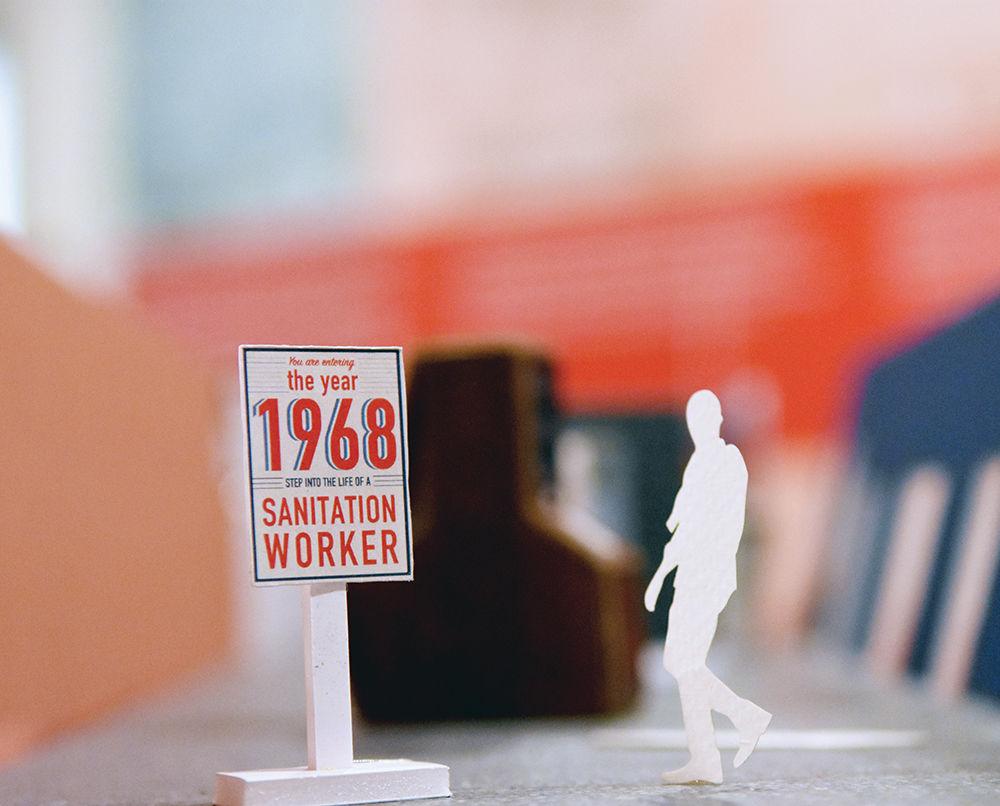 You are entering
the year
1968
STEP INTO THE LIFE OF A
SANITATION
WORKER